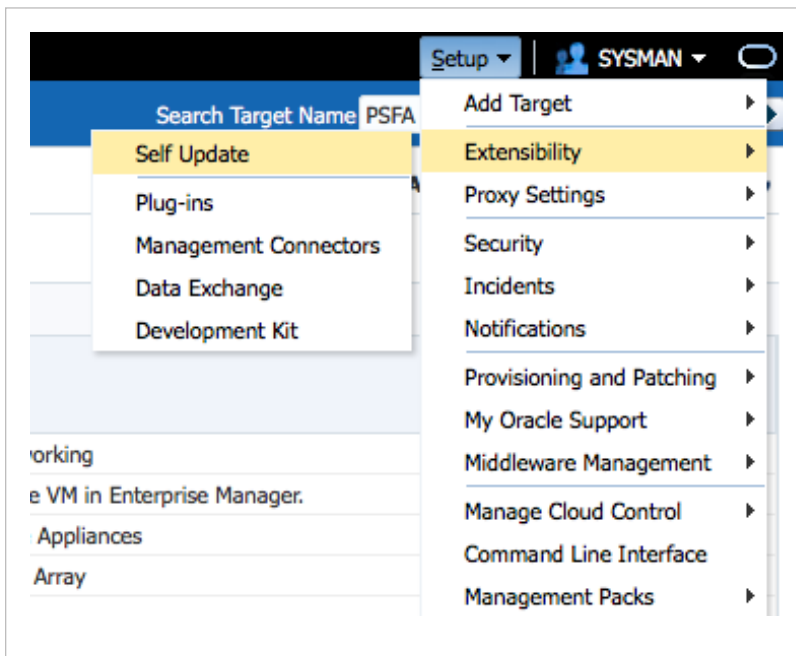 Setup SYSMAN
Search Target Name PSFA
Add Target
Extensibility
Proxy Settings
Security
Incidents
Notifications
Provisioning and Patching
My Oracle Support
Middleware Management
Manage Cloud Control
Command Line Interface
Management Packs
Self Update
Plug-ins
Management Connectors
Data Exchange
Development Kit
orking
e VM in Enterprise Manager.
Appliances
Array